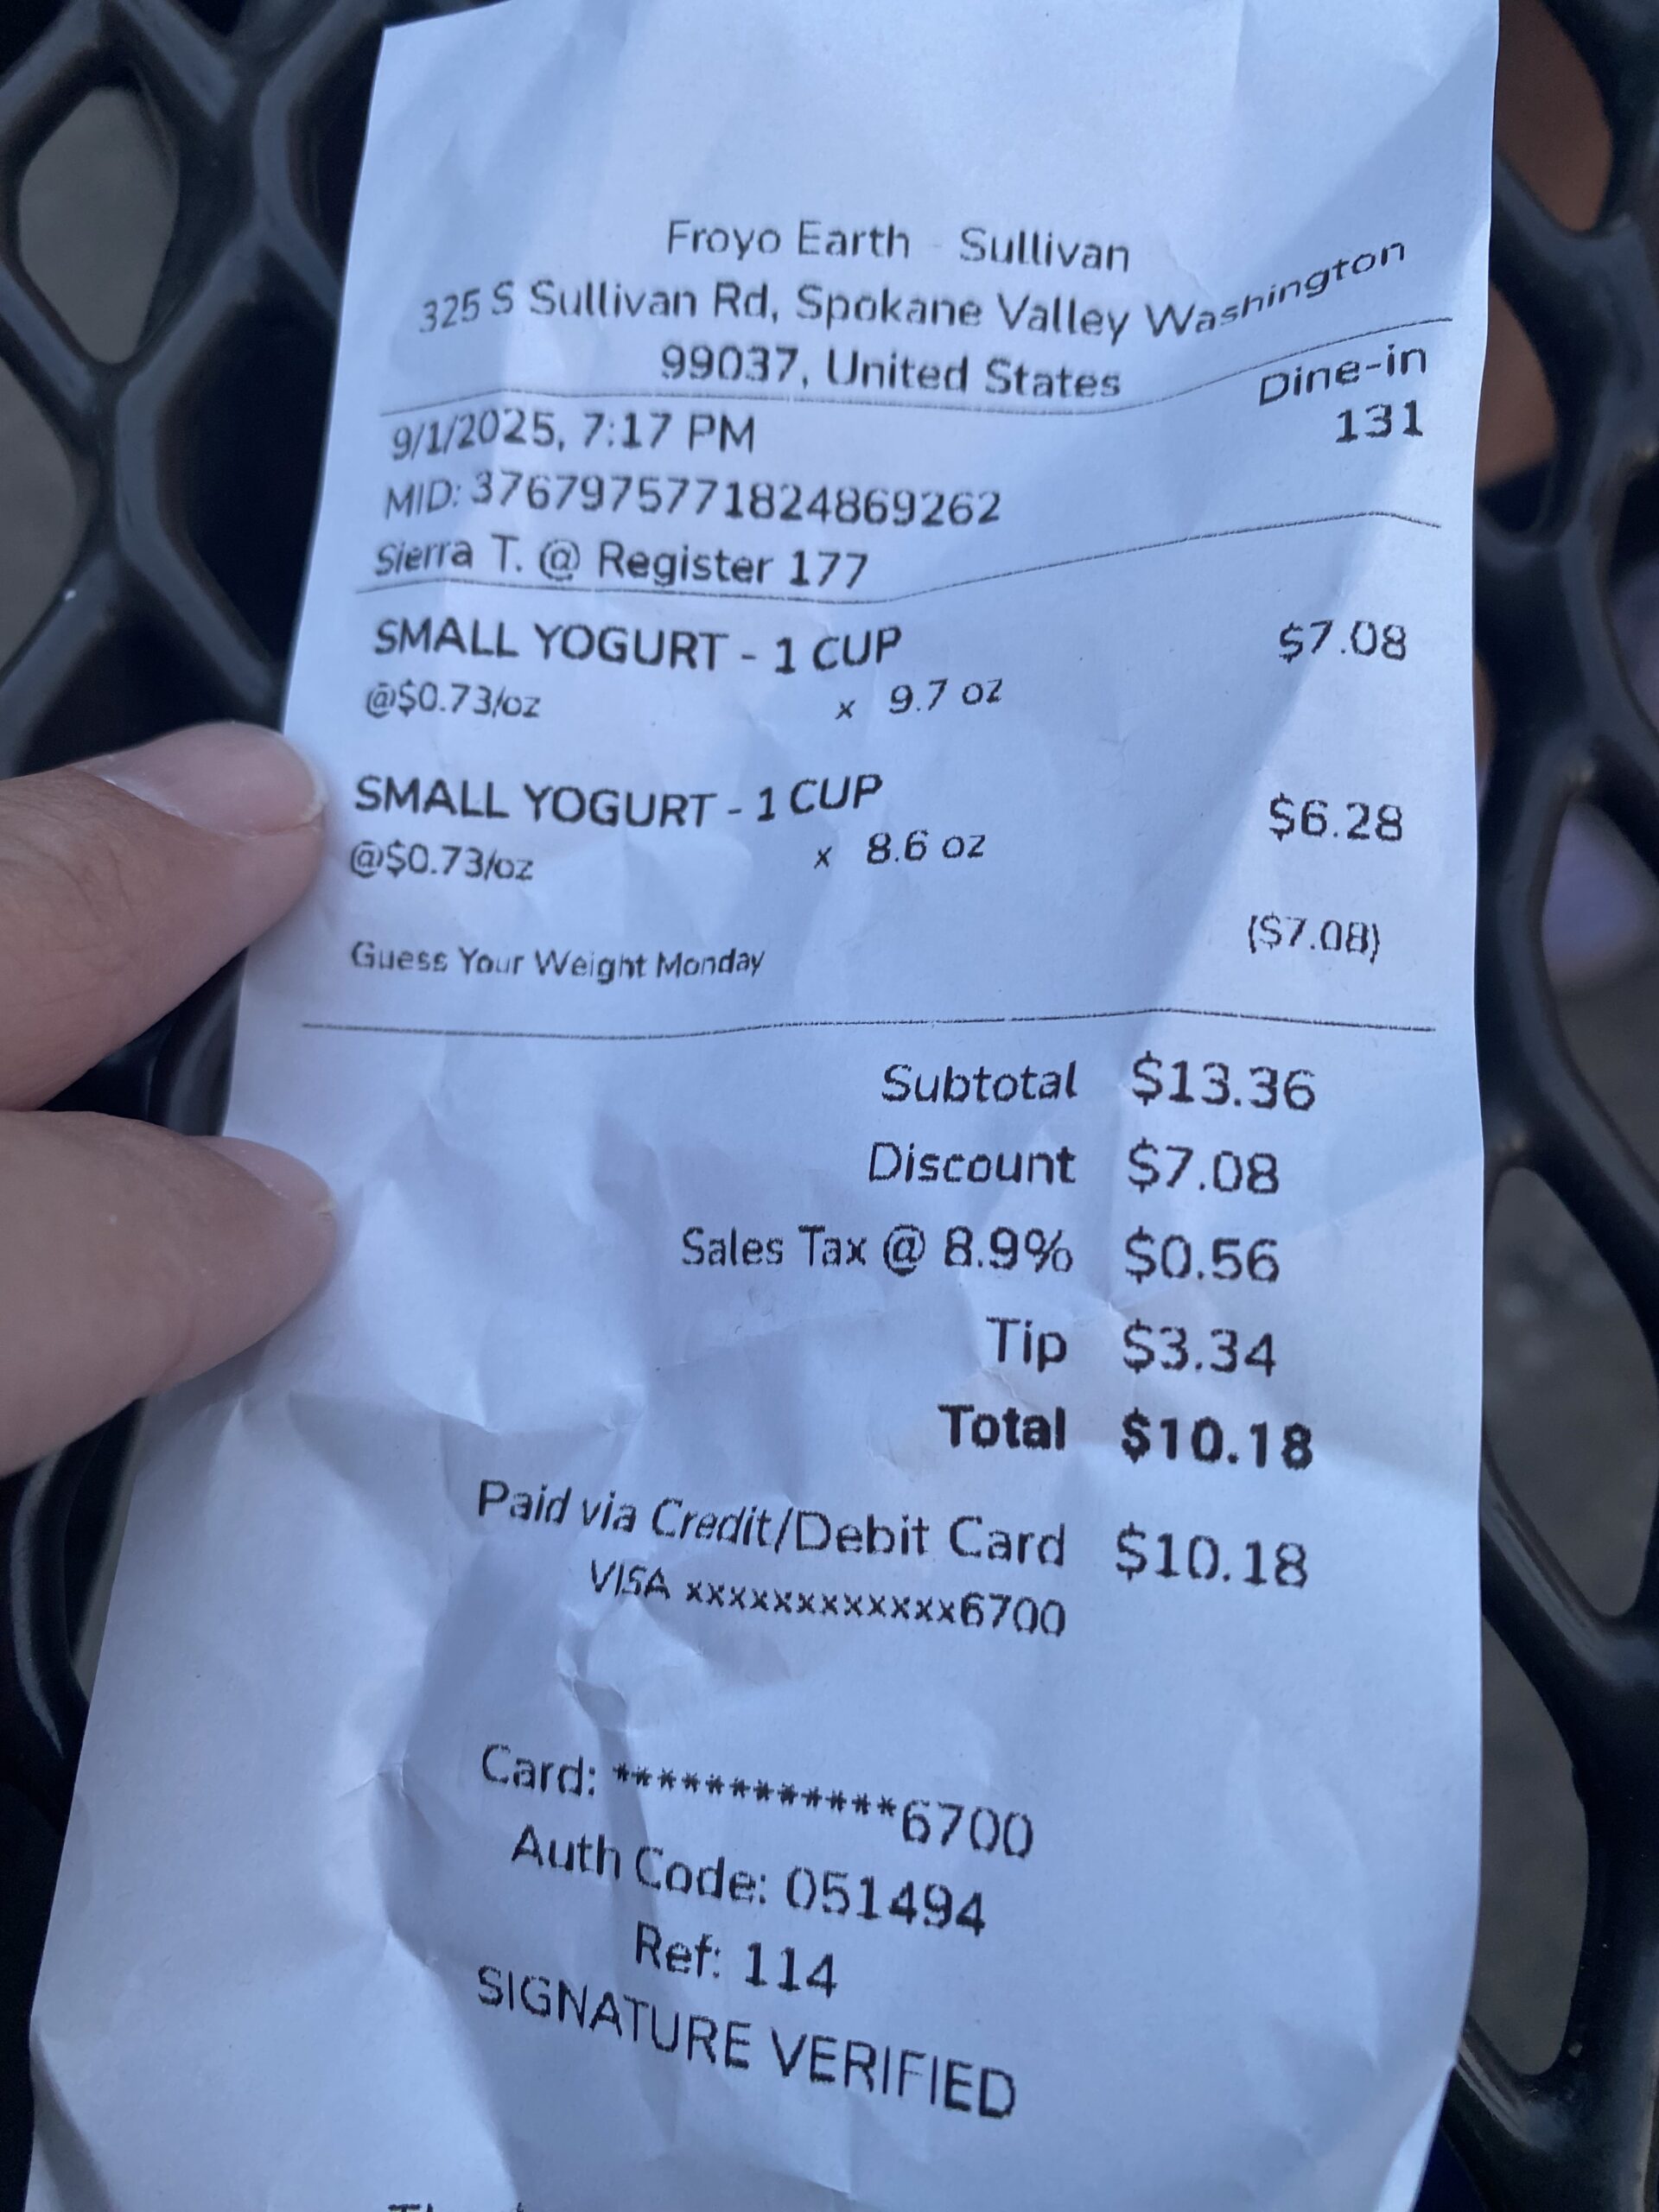 Froyo Earth - Sullivan
325 S Sullivan Rd, Spokane Valley Washington
99037, United States
9/1/2025, 7:17 PM Dine-in
MID: 3767975771824869262 131
Sierra T. @ Register 177
SMALL YOGURT - 1 CUP $7.08
@$0.73/oz x 9.7 oz
SMALL YOGURT - 1 CUP $6.28
@$0.73/oz x 8.6 oz
Guess Your Weight Monday ($7.08)
Subtotal $13.36
Discount $7.08
Sales Tax @ 8.9% $0.56
Tip $3.34
Total $10.18
Paid via Credit/Debit Card $10.18
VISA xxxxxxxxxxxx6700
Card: ************6700
Auth Code: 051494
Ref: 114
SIGNATURE VERIFIED